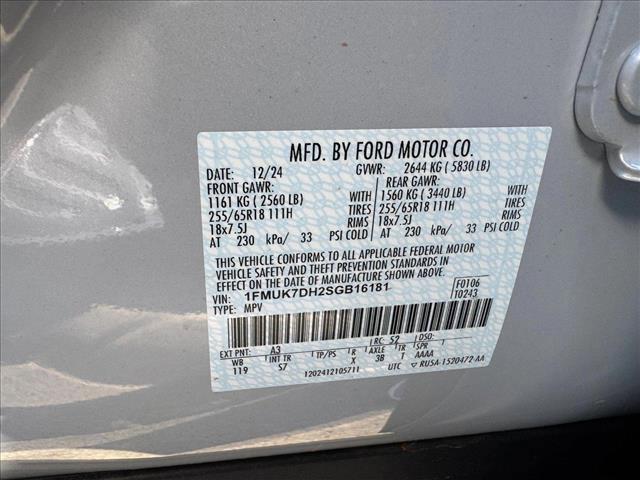 MFD. BY FORD MOTOR CO.
DATE: 12/24 GVWR: 2644 KG ( 5830 LB)
FRONT GAWR: REAR GAWR:
1161 KG ( 2560 LB) WITH 1560 KG ( 3440 LB) WITH
255/65R18 111H TIRES 255/65R18 111H TIRES
18x7.5J RIMS 18x7.5J RIMS
AT 230 kPa/ 33 PSI COLD AT 230 kPa/ 33 PSI COLD
THIS VEHICLE CONFORMS TO ALL APPLICABLE FEDERAL MOTOR
VEHICLE SAFETY AND THEFT PREVENTION STANDARDS IN
EFFECT ON THE DATE OF MANUFACTURE SHOWN ABOVE.
VIN: 1FMUK7DH2SGB16181 F0106
TYPE: MPV 10243
EXT PNT: A3 RC: S2 DSO:
WB INT TR TP/PS R AXLE TR SPR
119 S7 X 3B T AAAA
1202412105711 UTC RU5A-1520472-AA